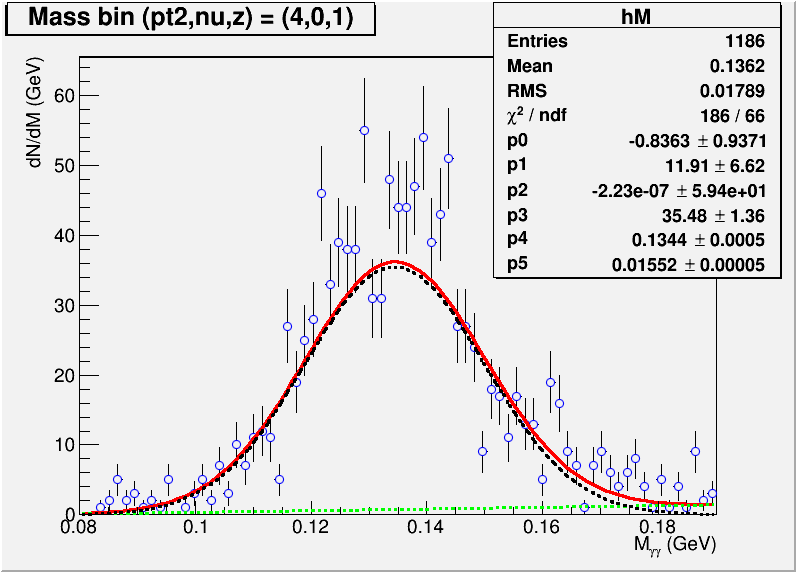 Mass bin (pt2,nu,z) = (4,0,1)
hM
Entries 1186
Mean 0.1362
RMS 0.01789
χ² / ndf 186 / 66
p0 -0.8363 ± 0.9371
p1 11.91 ± 6.62
p2 -2.23e-07 ± 5.94e+01
p3 35.48 ± 1.36
p4 0.1344 ± 0.0005
p5 0.01552 ± 0.00005
dN/dM (GeV)
60
50
40
30
20
10
0
0.08 0.1 0.12 0.14 0.16 0.18
Mγγ (GeV)